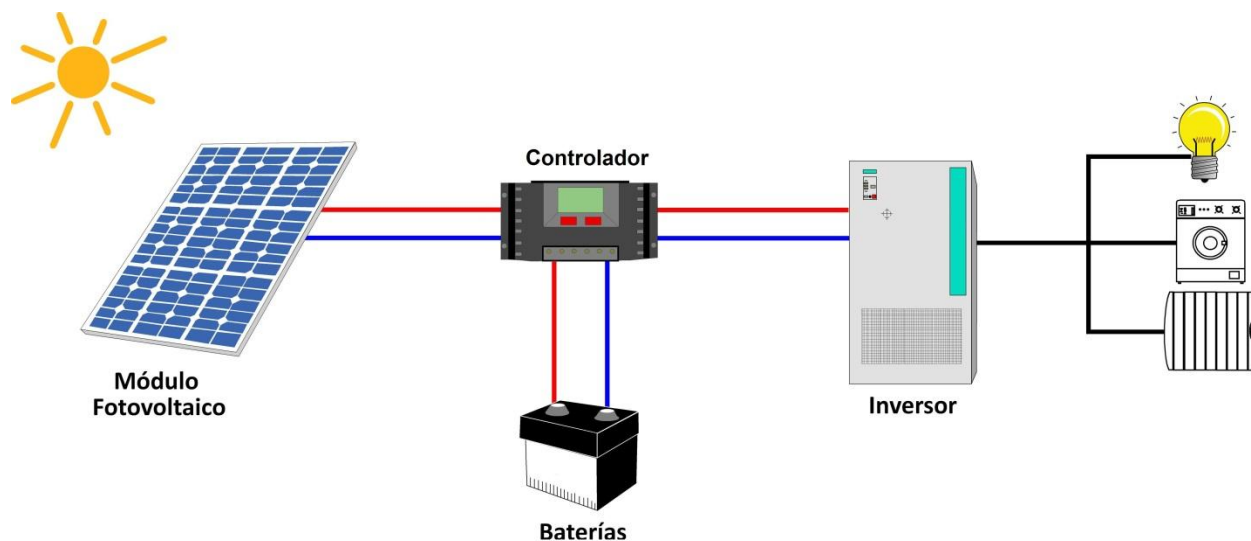 Controlador
Módulo
Fotovoltaico
Inversor
Baterías